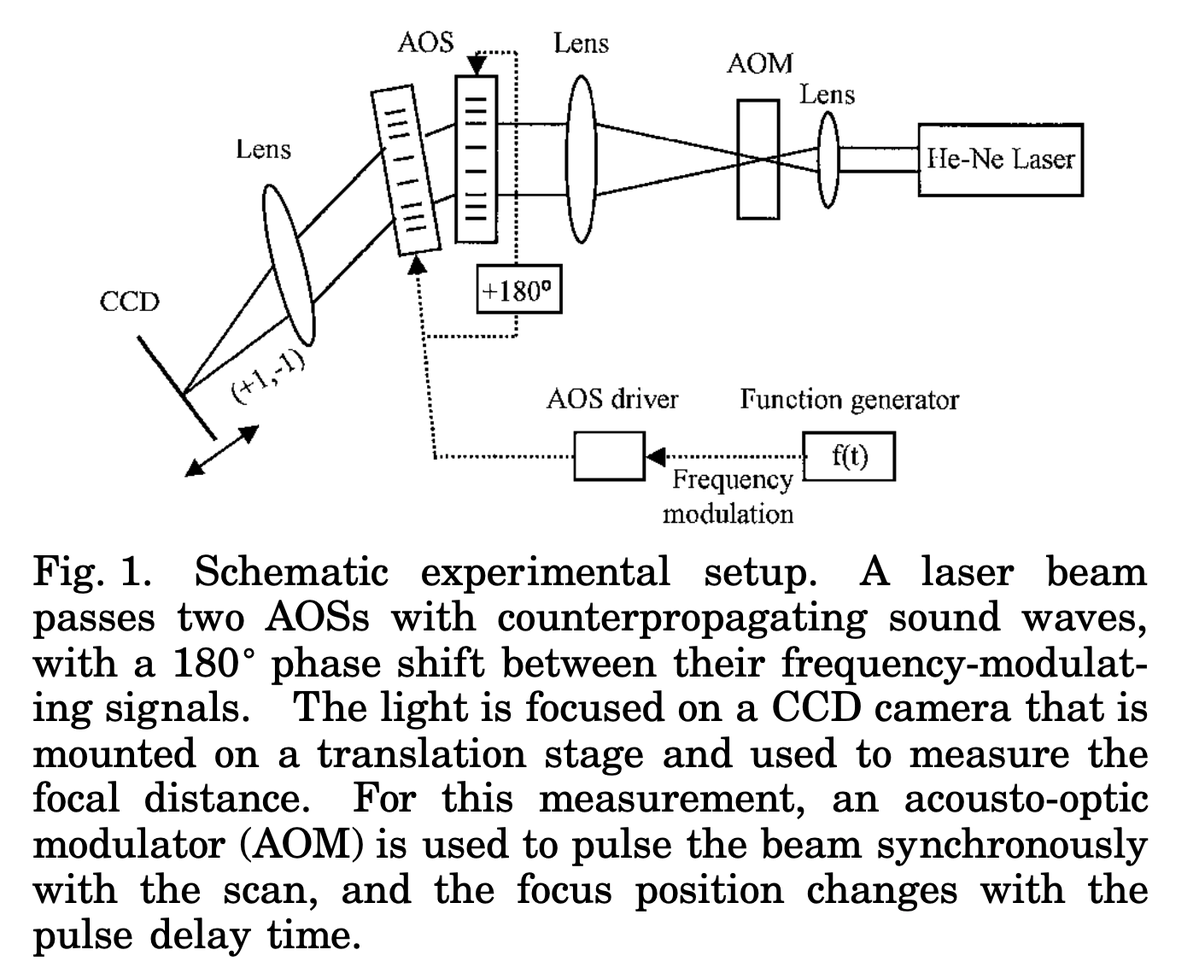 AOS
Lens
AOM
Lens
He-Ne Laser
Lens
+180°
CCD
(+1,-1)
AOS driver
Function generator
f(t)
Frequency
modulation
Fig. 1. Schematic experimental setup. A laser beam
passes two AOSs with counterpropagating sound waves,
with a 180° phase shift between their frequency-modulat-
ing signals. The light is focused on a CCD camera that is
mounted on a translation stage and used to measure the
focal distance. For this measurement, an acousto-optic
modulator (AOM) is used to pulse the beam synchronously
with the scan, and the focus position changes with the
pulse delay time.